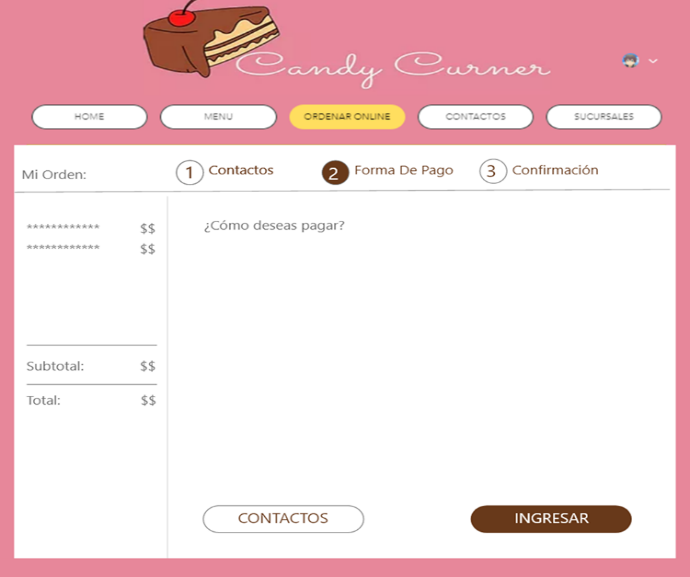 Candy Curner
HOME MENU ORDENAR ONLINE CONTACTOS SUCURSALES
Mi Orden: 1 Contactos 2 Forma De Pago 3 Confirmación
************ $$
************ $$
¿Cómo deseas pagar?
Subtotal: $$
Total: $$
CONTACTOS INGRESAR